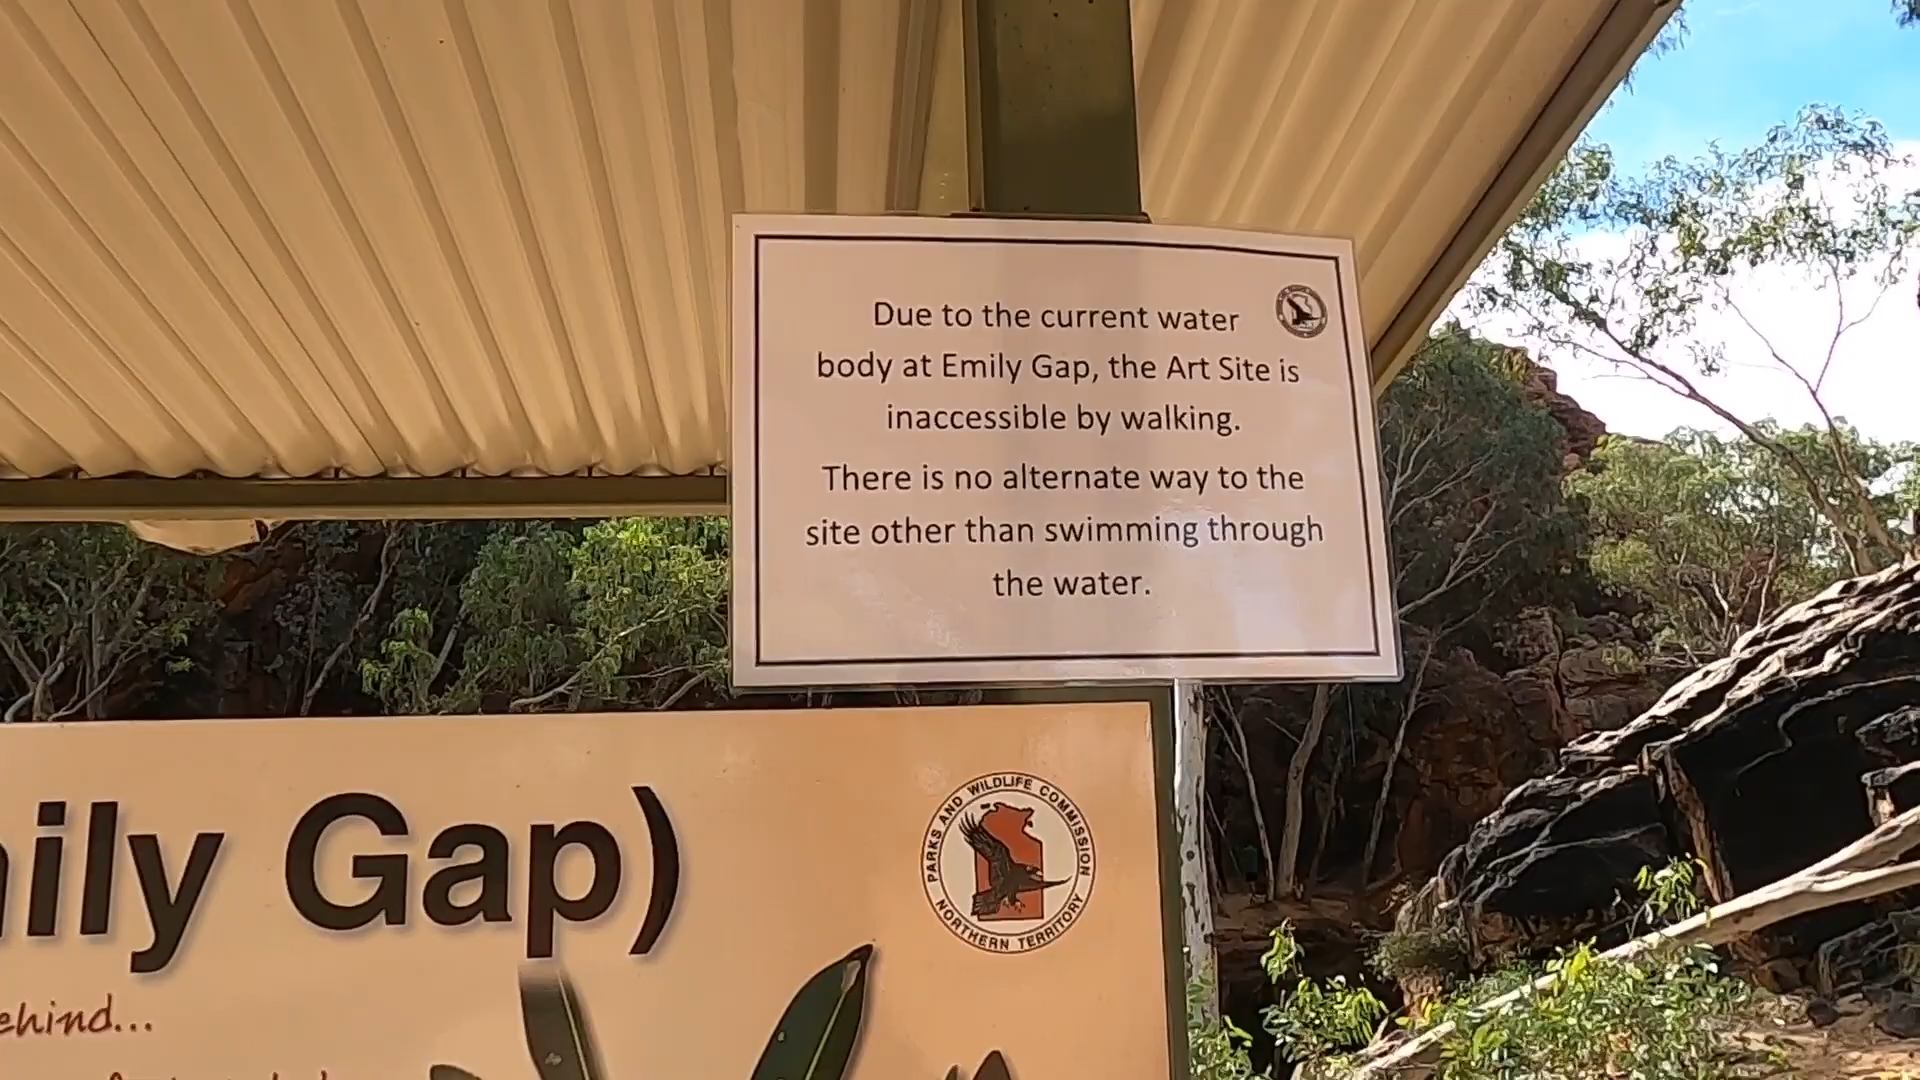 Due to the current water
body at Emily Gap, the Art Site is
inaccessible by walking.
There is no alternate way to the
site other than swimming through
the water.
ily Gap)
PARKS AND WILDLIFE COMMISSION
NORTHERN TERRITORY
ehind...